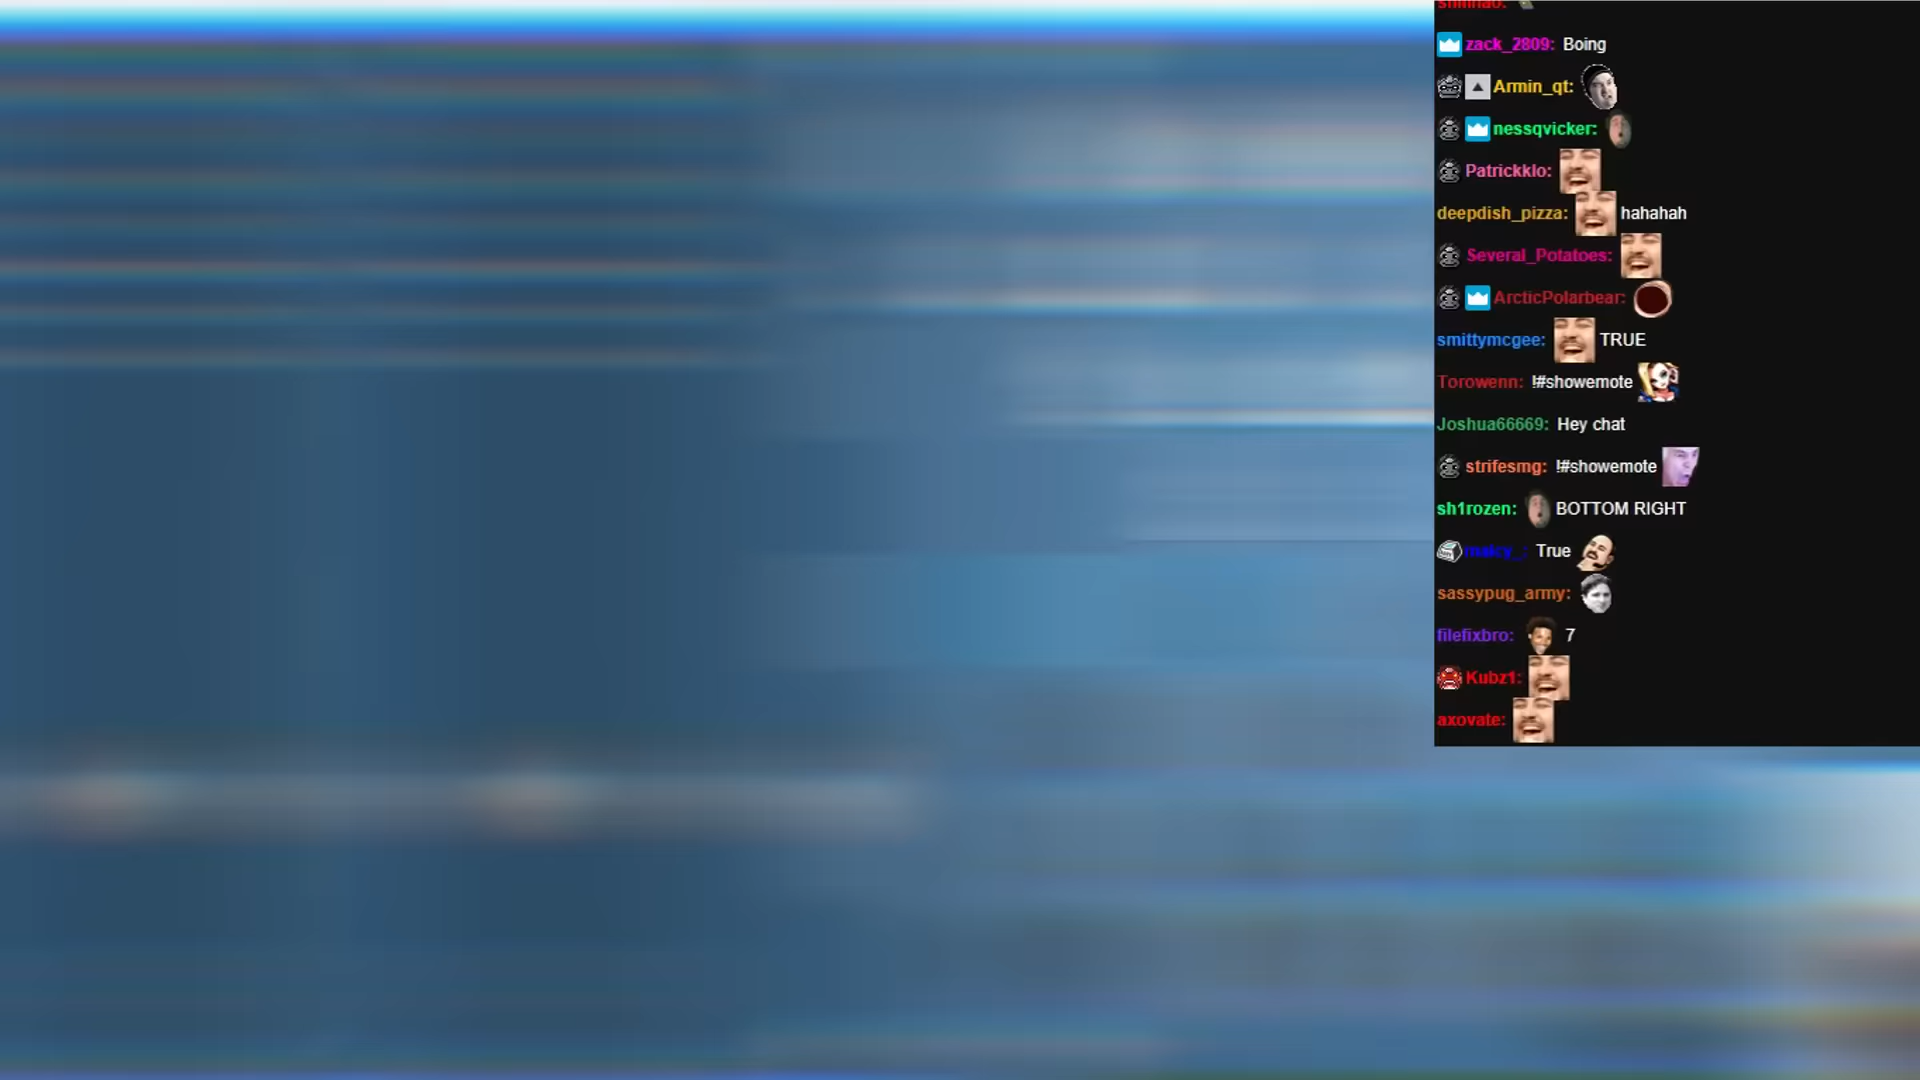 zack_2809: Boing
Armin_qt:
nessqvicker:
Patrickklo:
deepdish_pizza: hahahah
Several_Potatoes:
ArcticPolarbear:
smittymcgee: TRUE
Torowenn: !#showemote
Joshua66669: Hey chat
strifesmg: !#showemote
sh1rozen: BOTTOM RIGHT
True
sassypug_army:
filefixbro: 7
Kubz1:
axovate: